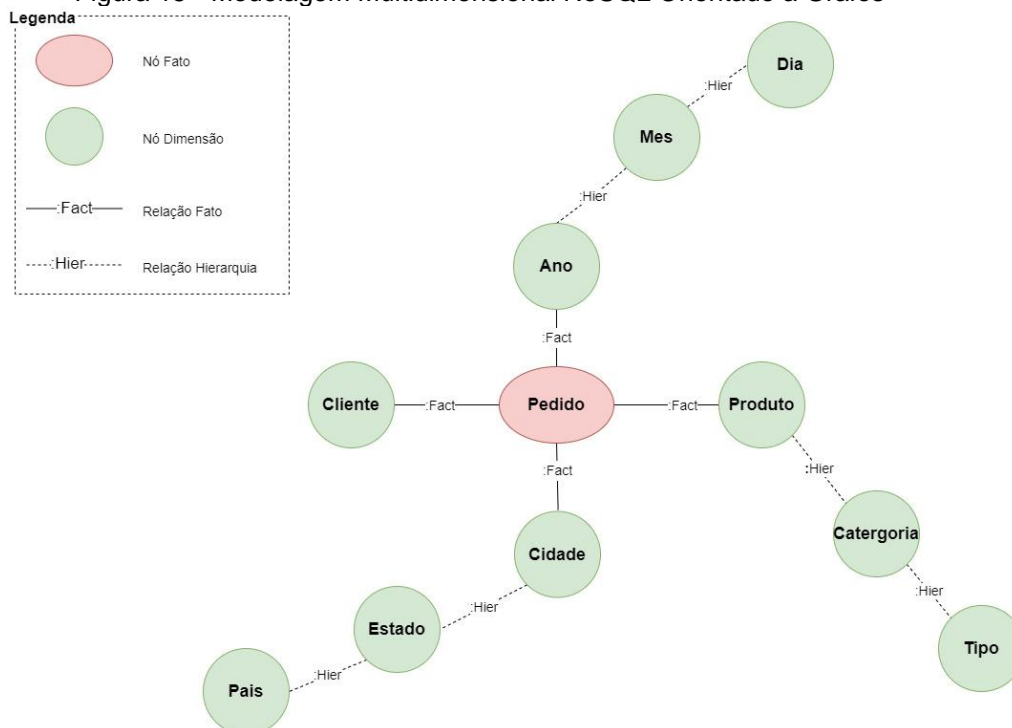 Figura 18 - Modelagem Multidimensional NoSQL Orientado a Grafos
Legenda
Nó Fato
Nó Dimensão
:Fact
Relação Fato
:Hier
Relação Hierarquia
Dia
:Hier
Mes
:Hier
Ano
:Fact
Cliente
:Fact
Pedido
:Fact
Produto
:Fact
:Hier
Cidade
Catergoria
:Hier
:Hier
Estado
Tipo
:Hier
Pais